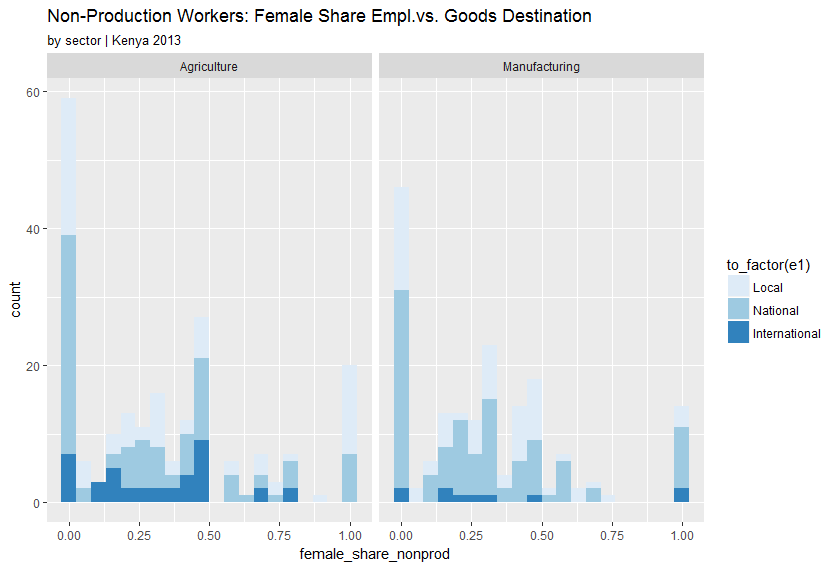 Non-Production Workers: Female Share Empl.vs. Goods Destination
by sector | Kenya 2013
Agriculture
Manufacturing
60
40
20
0
count
0.00 0.25 0.50 0.75 1.00
0.00 0.25 0.50 0.75 1.00
female_share_nonprod
to_factor(e1)
Local
National
International